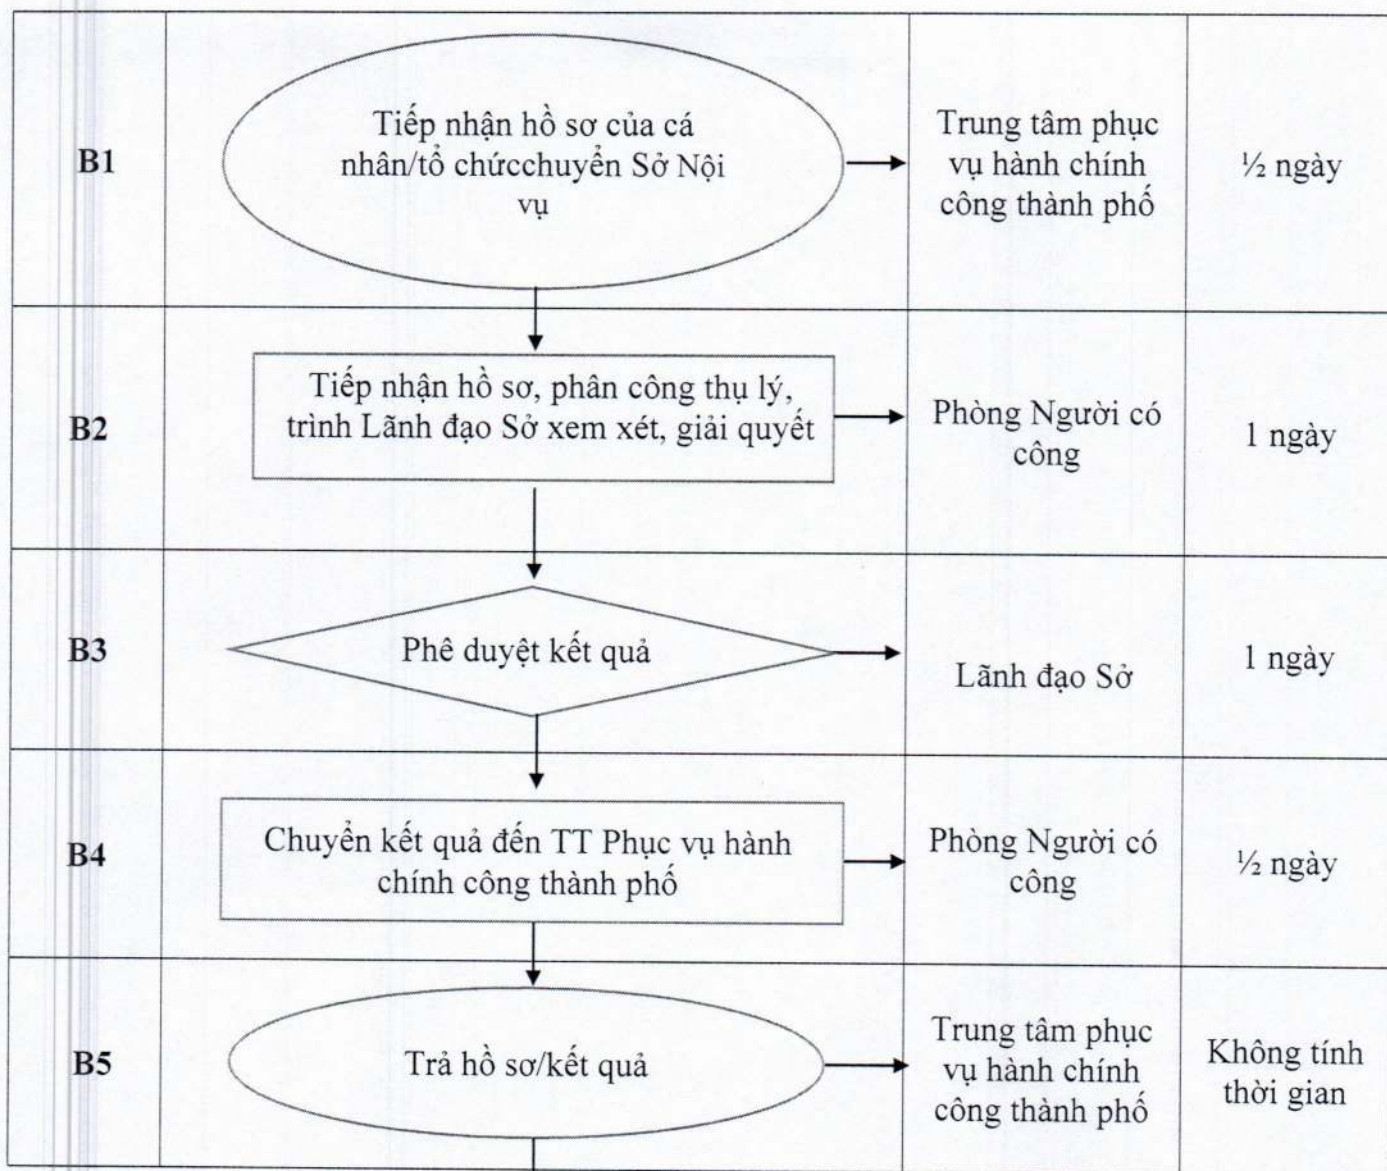 B1
Tiếp nhận hồ sơ của cá
nhân/tổ chứcchuyển Sở Nội
vụ
Trung tâm phục
vụ hành chính
công thành phố
½ ngày
B2
Tiếp nhận hồ sơ, phân công thụ lý,
trình Lãnh đạo Sở xem xét, giải quyết
Phòng Người có
công
1 ngày
B3
Phê duyệt kết quả
Lãnh đạo Sở
1 ngày
B4
Chuyển kết quả đến TT Phục vụ hành
chính công thành phố
Phòng Người có
công
½ ngày
B5
Trả hồ sơ/kết quả
Trung tâm phục
vụ hành chính
công thành phố
Không tính
thời gian